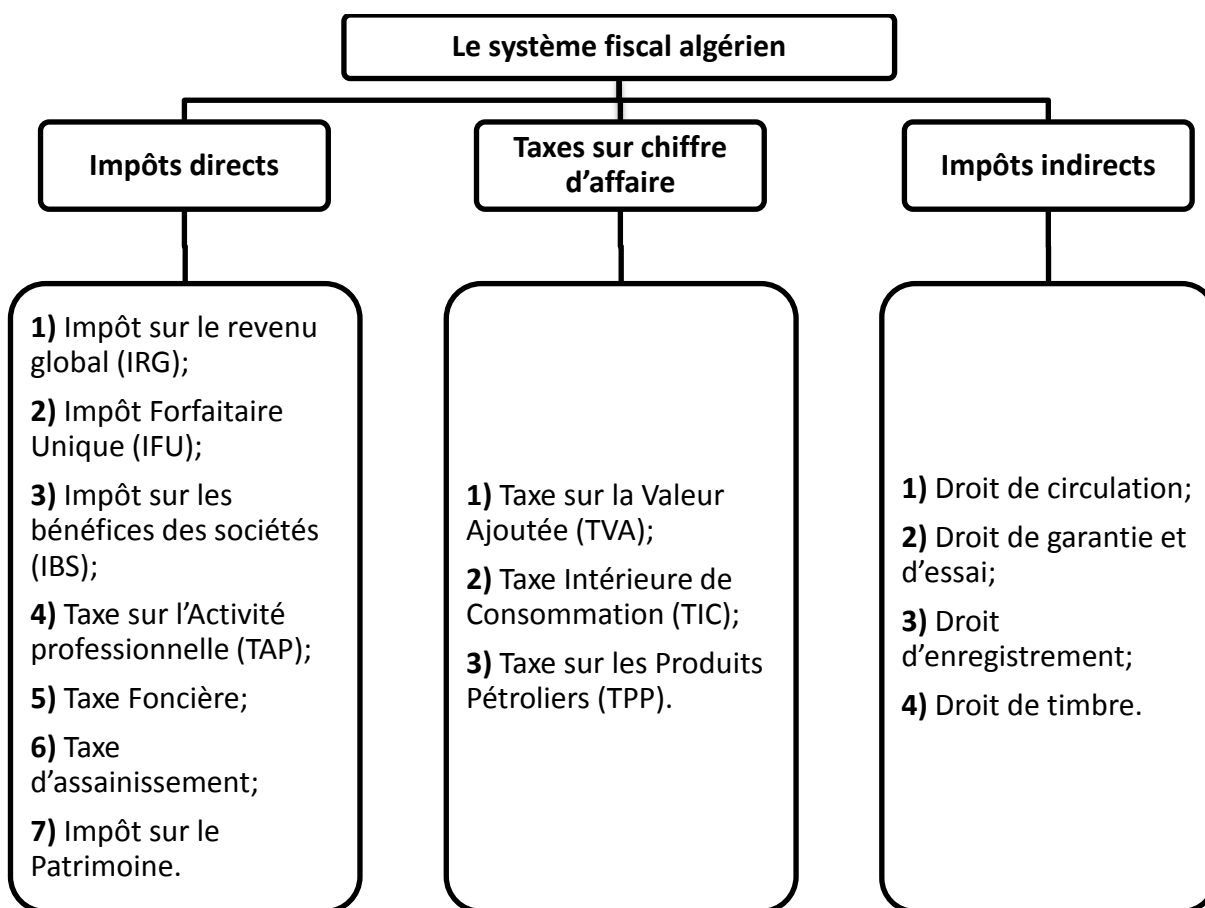 Le système fiscal algérien
Impôts directs
Taxes sur chiffre
d'affaire
Impôts indirects
1) Impôt sur le revenu
global (IRG);
2) Impôt Forfaitaire
Unique (IFU);
3) Impôt sur les
bénéfices des sociétés
(IBS);
4) Taxe sur l'Activité
professionnelle (TAP);
5) Taxe Foncière;
6) Taxe
d'assainissement;
7) Impôt sur le
Patrimoine.
1) Taxe sur la Valeur
Ajoutée (TVA);
2) Taxe Intérieure de
Consommation (TIC);
3) Taxe sur les Produits
Pétroliers (TPP).
1) Droit de circulation;
2) Droit de garantie et
d'essai;
3) Droit
d'enregistrement;
4) Droit de timbre.